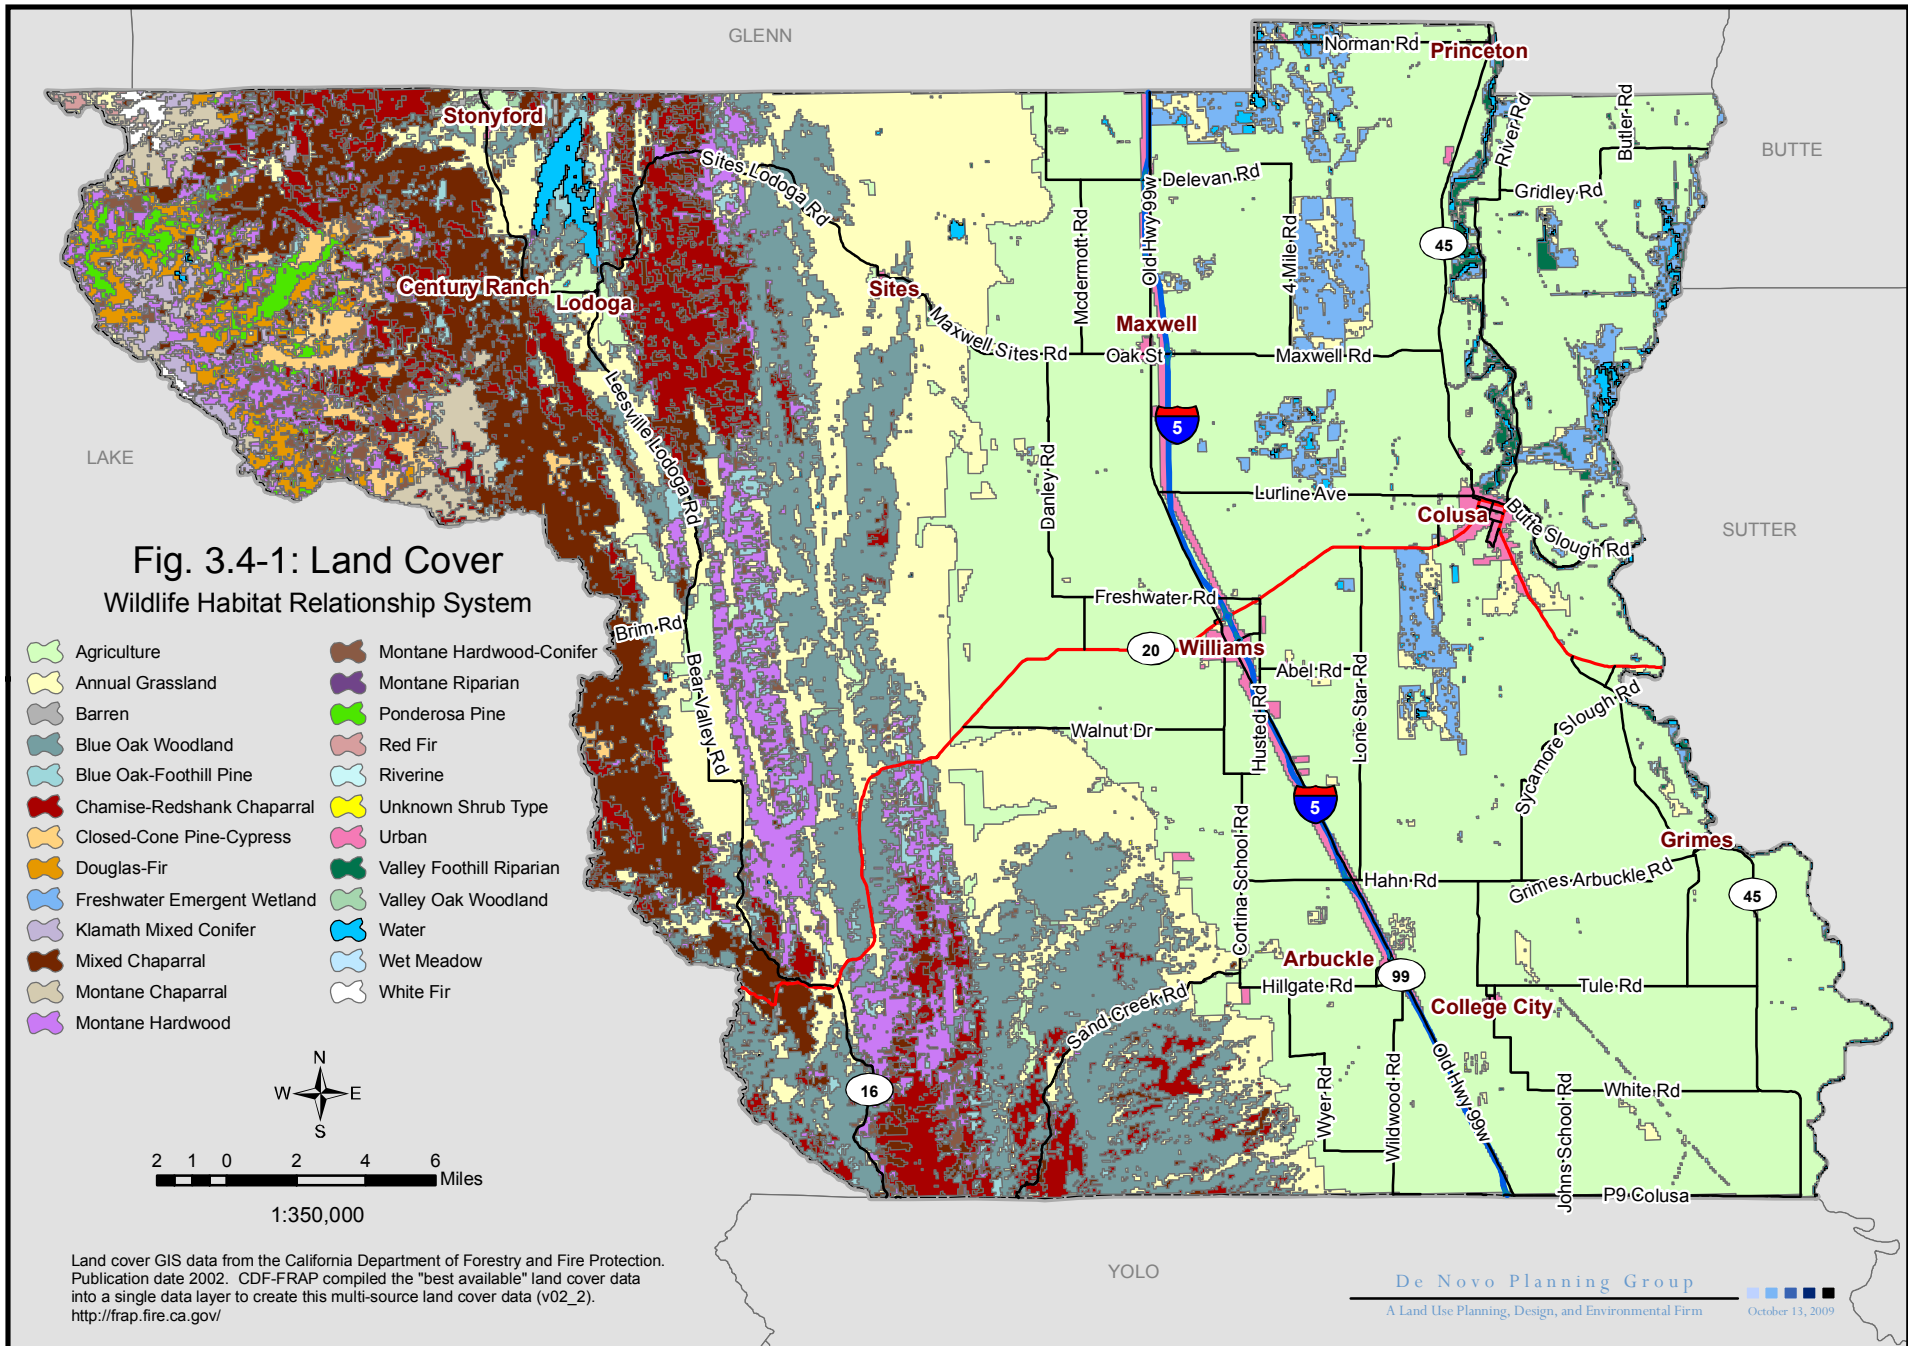 GLENN
Norman Rd
Princeton
Stonyford
River Rd
Butler Rd
BUTTE
Sites Lodoga Rd
Delevan Rd
Gridley Rd
Mcdermott Rd
Old Hwy 99w
4 Mile Rd
45
Century Ranch
Lodoga
Sites
Maxwell
Maxwell Sites Rd
Oak St
Maxwell Rd
Leesville Lodoga Rd
5
LAKE
Danley Rd
Lurline Ave
Colusa
Butte Slough Rd
SUTTER
Fig. 3.4-1: Land Cover
Wildlife Habitat Relationship System
Freshwater Rd
Brim Rd
20
Williams
Abel Rd
Bear Valley Rd
Husted Rd
Lone Star Rd
Sycamore Slough Rd
Walnut Dr
5
Cortina School Rd
Grimes
Hahn Rd
Grimes Arbuckle Rd
45
Arbuckle
99
Hillgate Rd
Tule Rd
College City
Sand Creek Rd
16
Wyer Rd
Wildwood Rd
Old Hwy 99w
Johns School Rd
White Rd
P9 Colusa
YOLO
Agriculture
Annual Grassland
Barren
Blue Oak Woodland
Blue Oak-Foothill Pine
Chamise-Redshank Chaparral
Closed-Cone Pine-Cypress
Douglas-Fir
Freshwater Emergent Wetland
Klamath Mixed Conifer
Mixed Chaparral
Montane Chaparral
Montane Hardwood
Montane Hardwood-Conifer
Montane Riparian
Ponderosa Pine
Red Fir
Riverine
Unknown Shrub Type
Urban
Valley Foothill Riparian
Valley Oak Woodland
Water
Wet Meadow
White Fir
N
W E
S
2 1 0 2 4 6
Miles
1:350,000
Land cover GIS data from the California Department of Forestry and Fire Protection.
Publication date 2002. CDF-FRAP compiled the "best available" land cover data
into a single data layer to create this multi-source land cover data (v02_2).
http://frap.fire.ca.gov/
De Novo Planning Group
A Land Use Planning, Design, and Environmental Firm
October 13, 2009